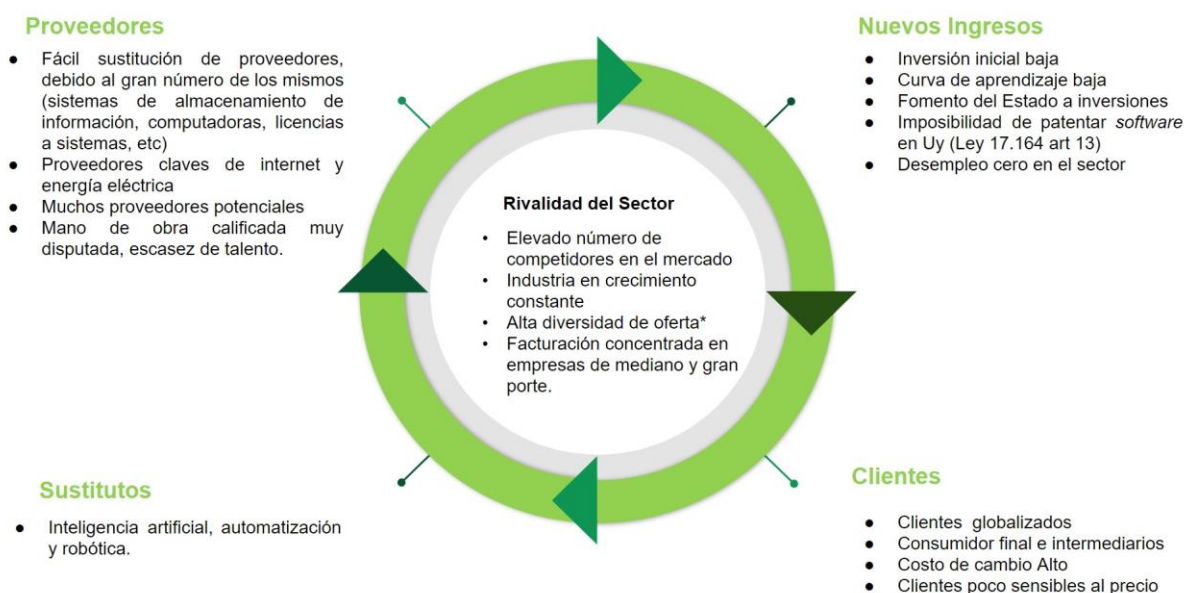 Proveedores
● Fácil sustitución de proveedores,
debido al gran número de los mismos
(sistemas de almacenamiento de
información, computadoras, licencias
a sistemas, etc)
● Proveedores claves de internet y
energía eléctrica
● Muchos proveedores potenciales
● Mano de obra calificada muy
disputada, escasez de talento.
Nuevos Ingresos
● Inversión inicial baja
● Curva de aprendizaje baja
● Fomento del Estado a inversiones
● Imposibilidad de patentar software
en Uy (Ley 17.164 art 13)
● Desempleo cero en el sector
Rivalidad del Sector
• Elevado número de
competidores en el mercado
• Industria en crecimiento
constante
• Alta diversidad de oferta*
• Facturación concentrada en
empresas de mediano y gran
porte.
Sustitutos
● Inteligencia artificial, automatización
y robótica.
Clientes
● Clientes globalizados
● Consumidor final e intermediarios
● Costo de cambio Alto
● Clientes poco sensibles al precio